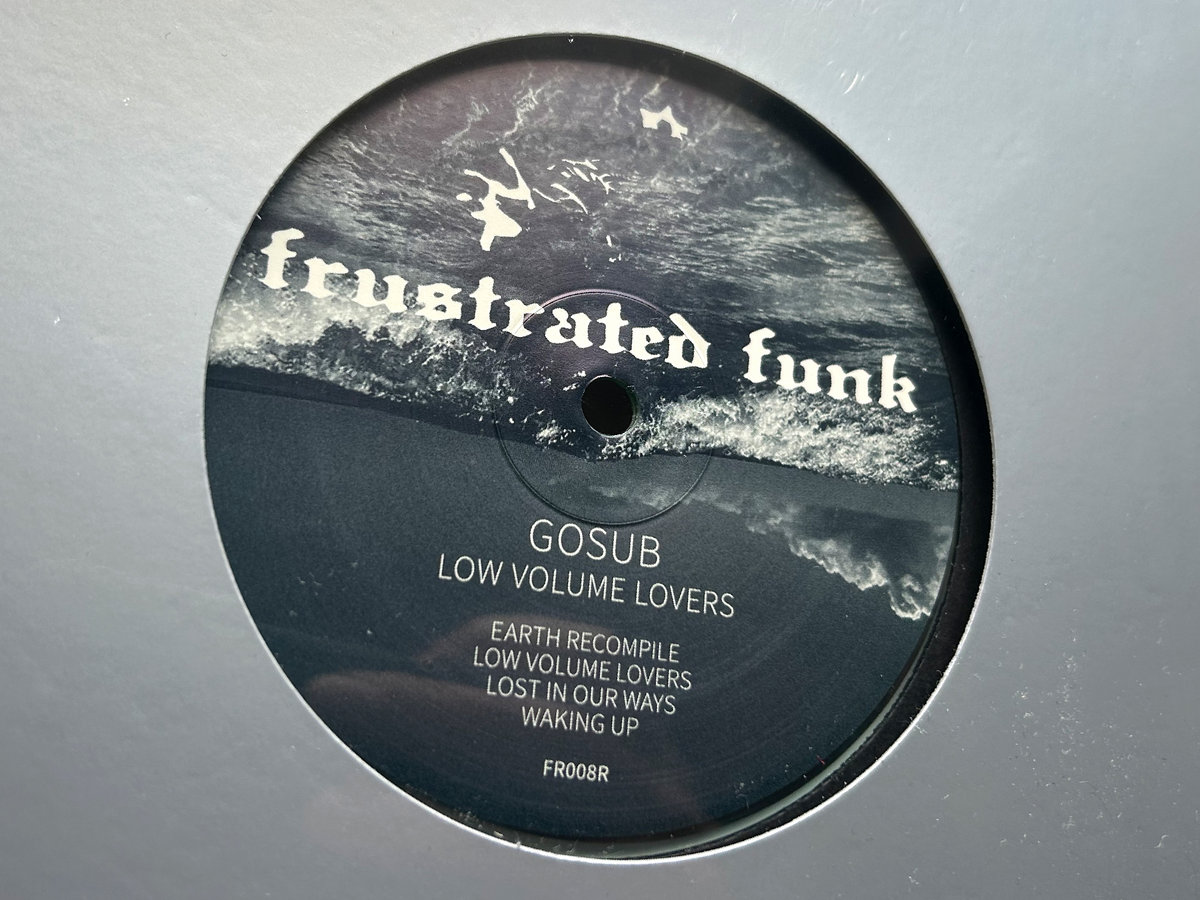 frustrated funk
GOSUB
LOW VOLUME LOVERS
EARTH RECOMPILE
LOW VOLUME LOVERS
LOST IN OUR WAYS
WAKING UP
FR008R